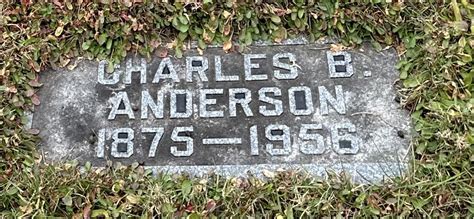 CHARLES B.
ANDERSON
1875—1956